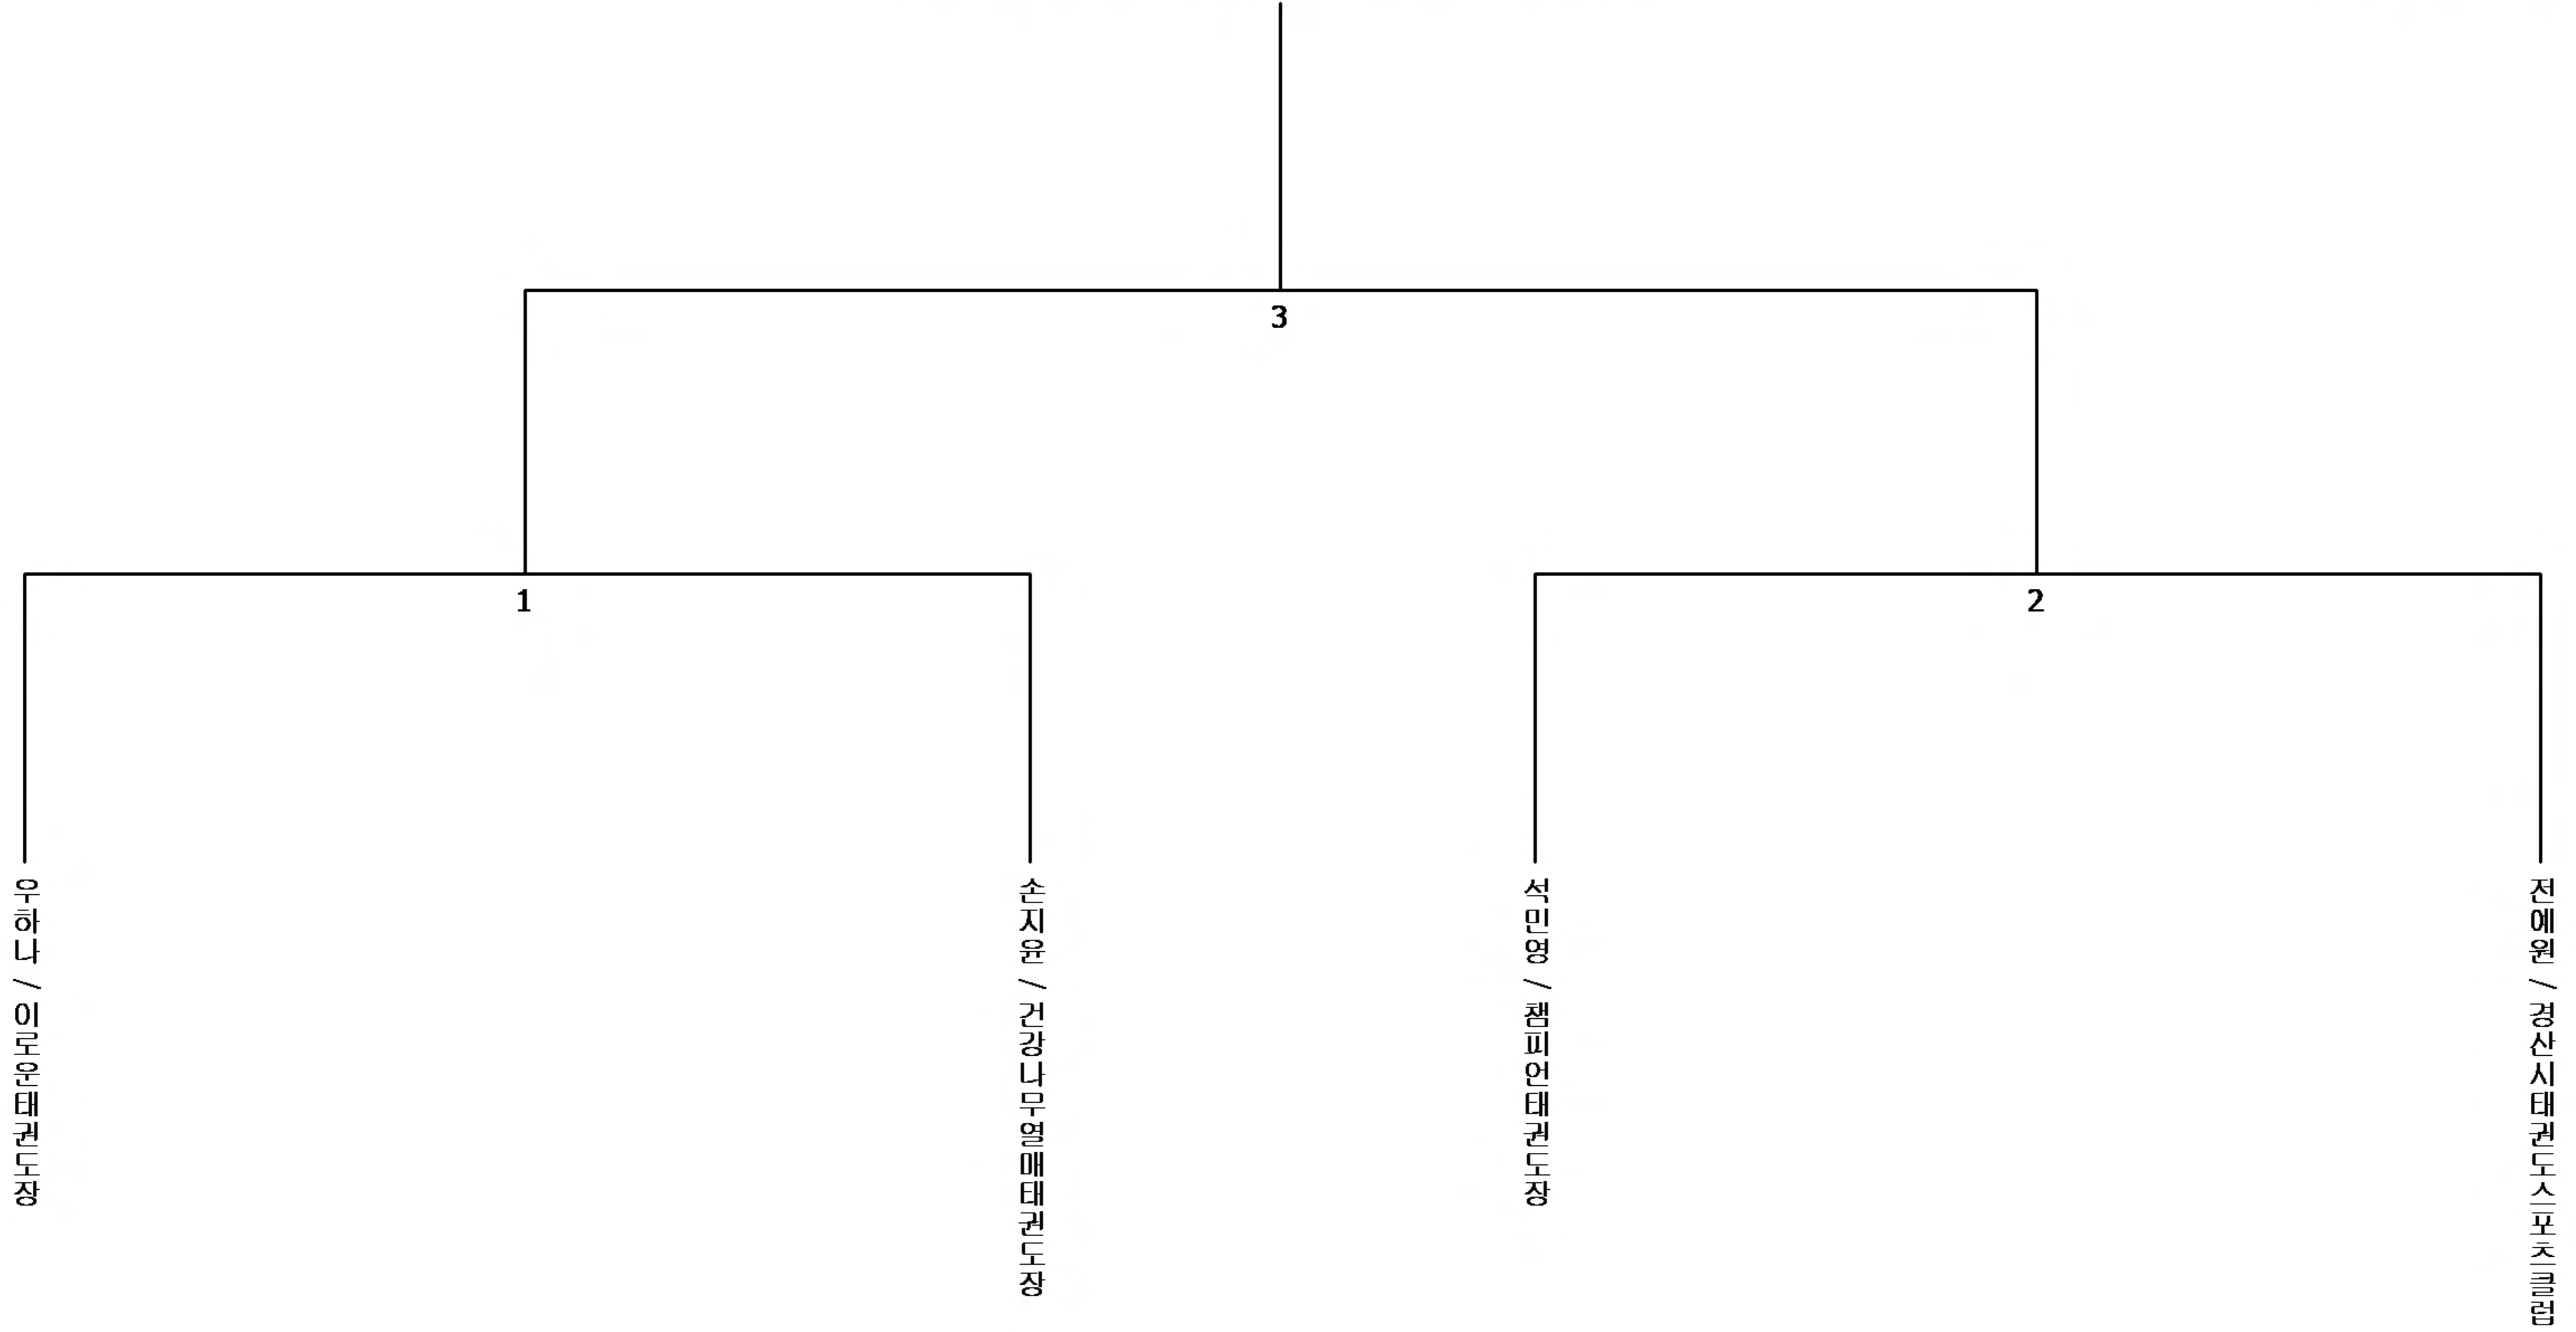 3
1
2
우하나 / 이로운태권도장
손지윤 / 건강나무열매태권도장
석민영 / 챔피언태권도장
전예원 / 경산시태권도스포츠클럽